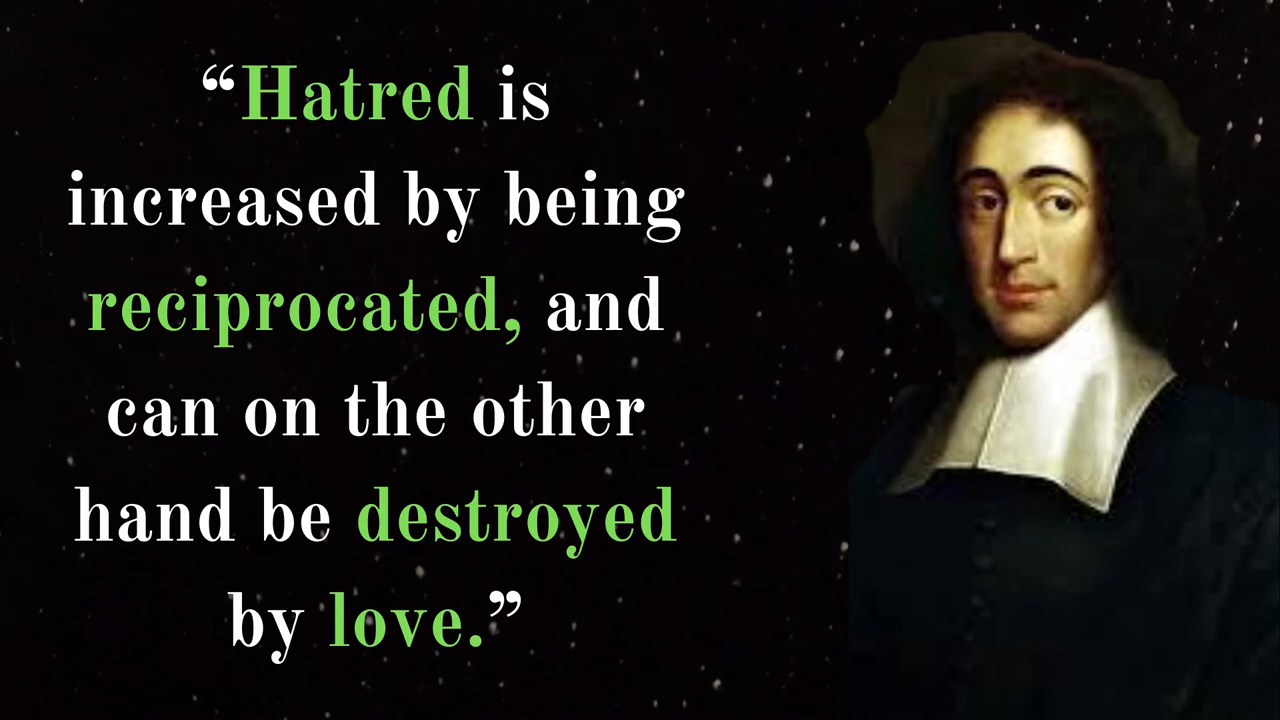 “Hatred is
increased by being
reciprocated, and
can on the other
hand be destroyed
by love.”